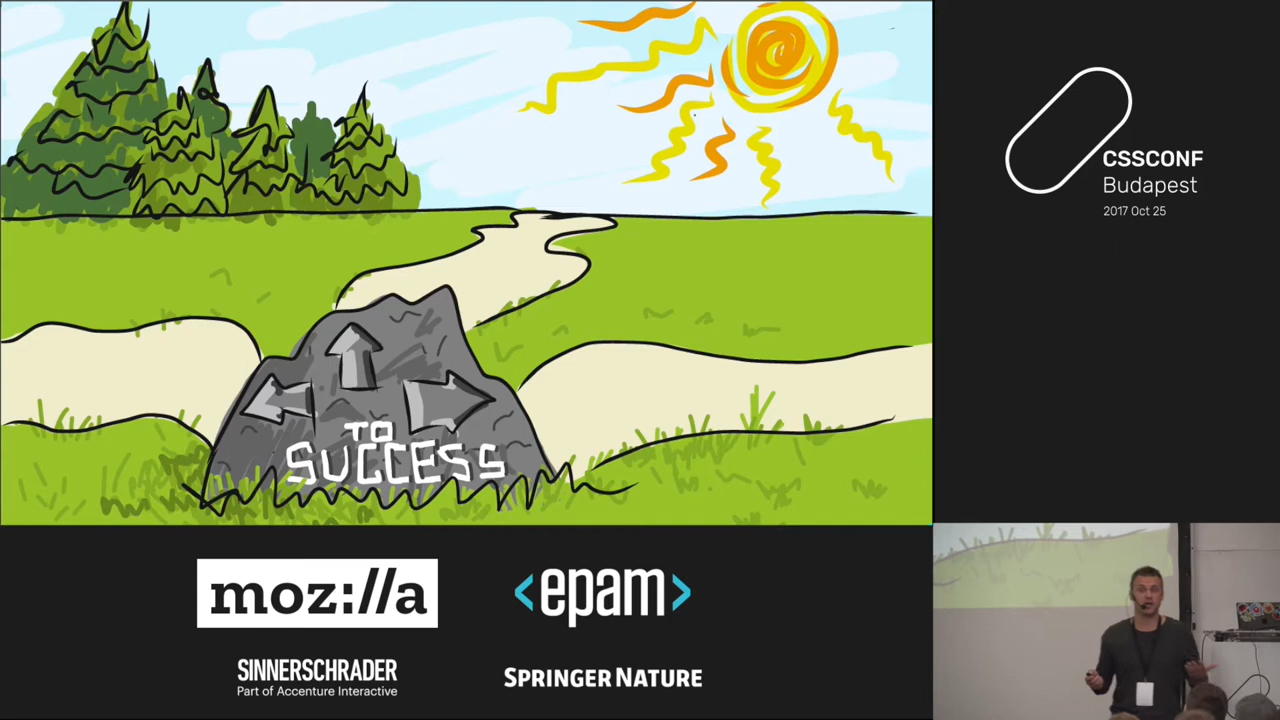 TO
SUCCESS
CSSCONF
Budapest
2017 Oct 25
moz://a
<epam>
SINNERSCHRADER
Part of Accenture Interactive
SPRINGER NATURE